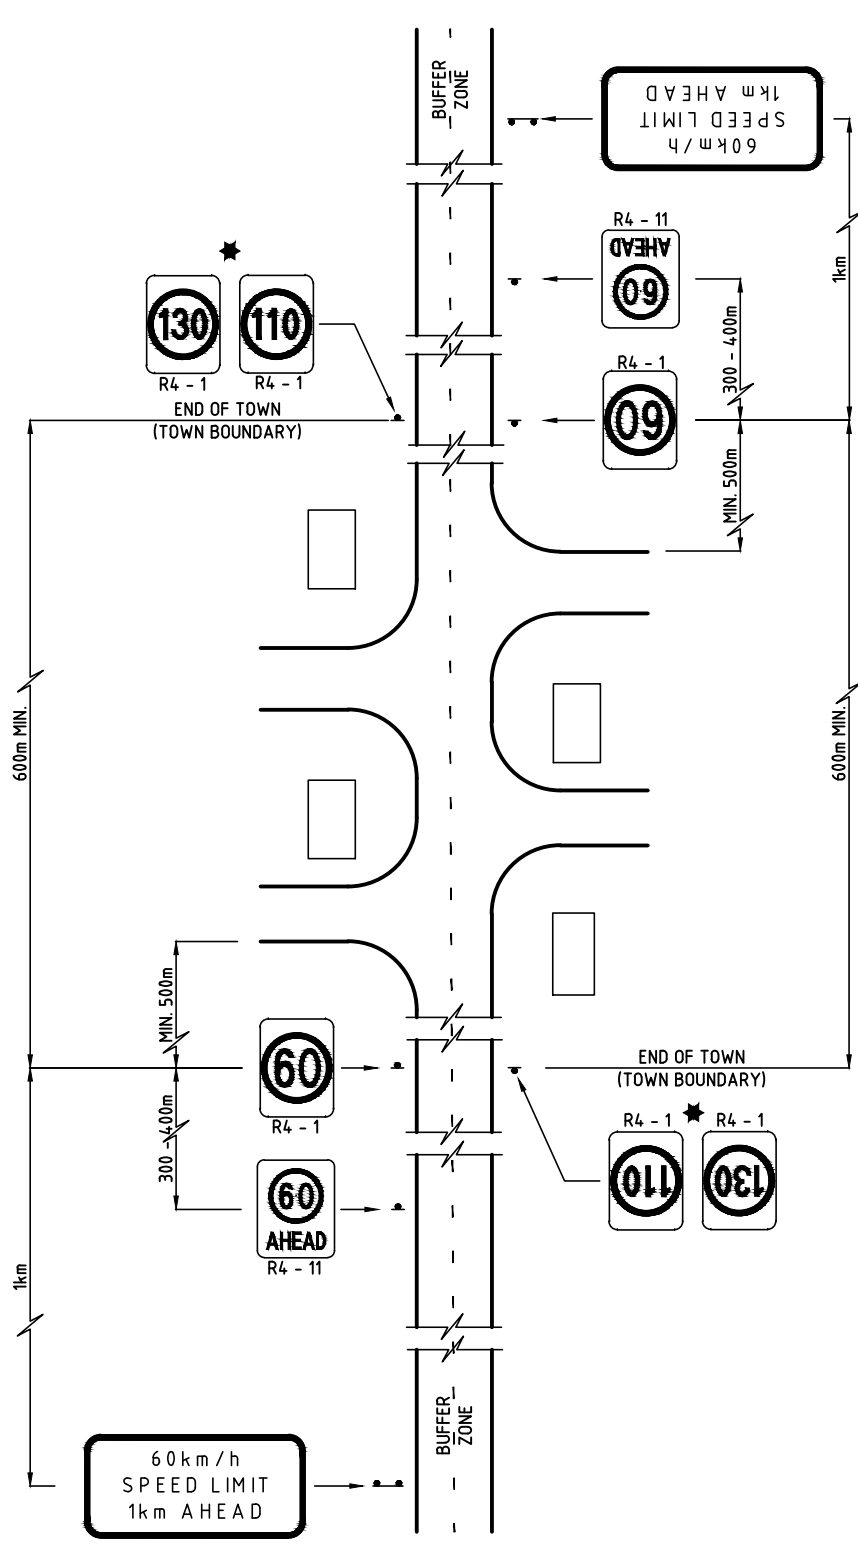 BUFFER
ZONE
60km/h
SPEED LIMIT
1km AHEAD
R4 - 11
AHEAD
60
1km
300 - 400m
130
110
R4 - 1
R4 - 1
R4 - 1
60
END OF TOWN
(TOWN BOUNDARY)
MIN. 500m
600m MIN.
600m MIN.
MIN. 500m
60
R4 - 1
END OF TOWN
(TOWN BOUNDARY)
300 - 400m
R4 - 1
R4 - 1
110
130
60
AHEAD
R4 - 11
1km
BUFFER
ZONE
60km/h
SPEED LIMIT
1km AHEAD